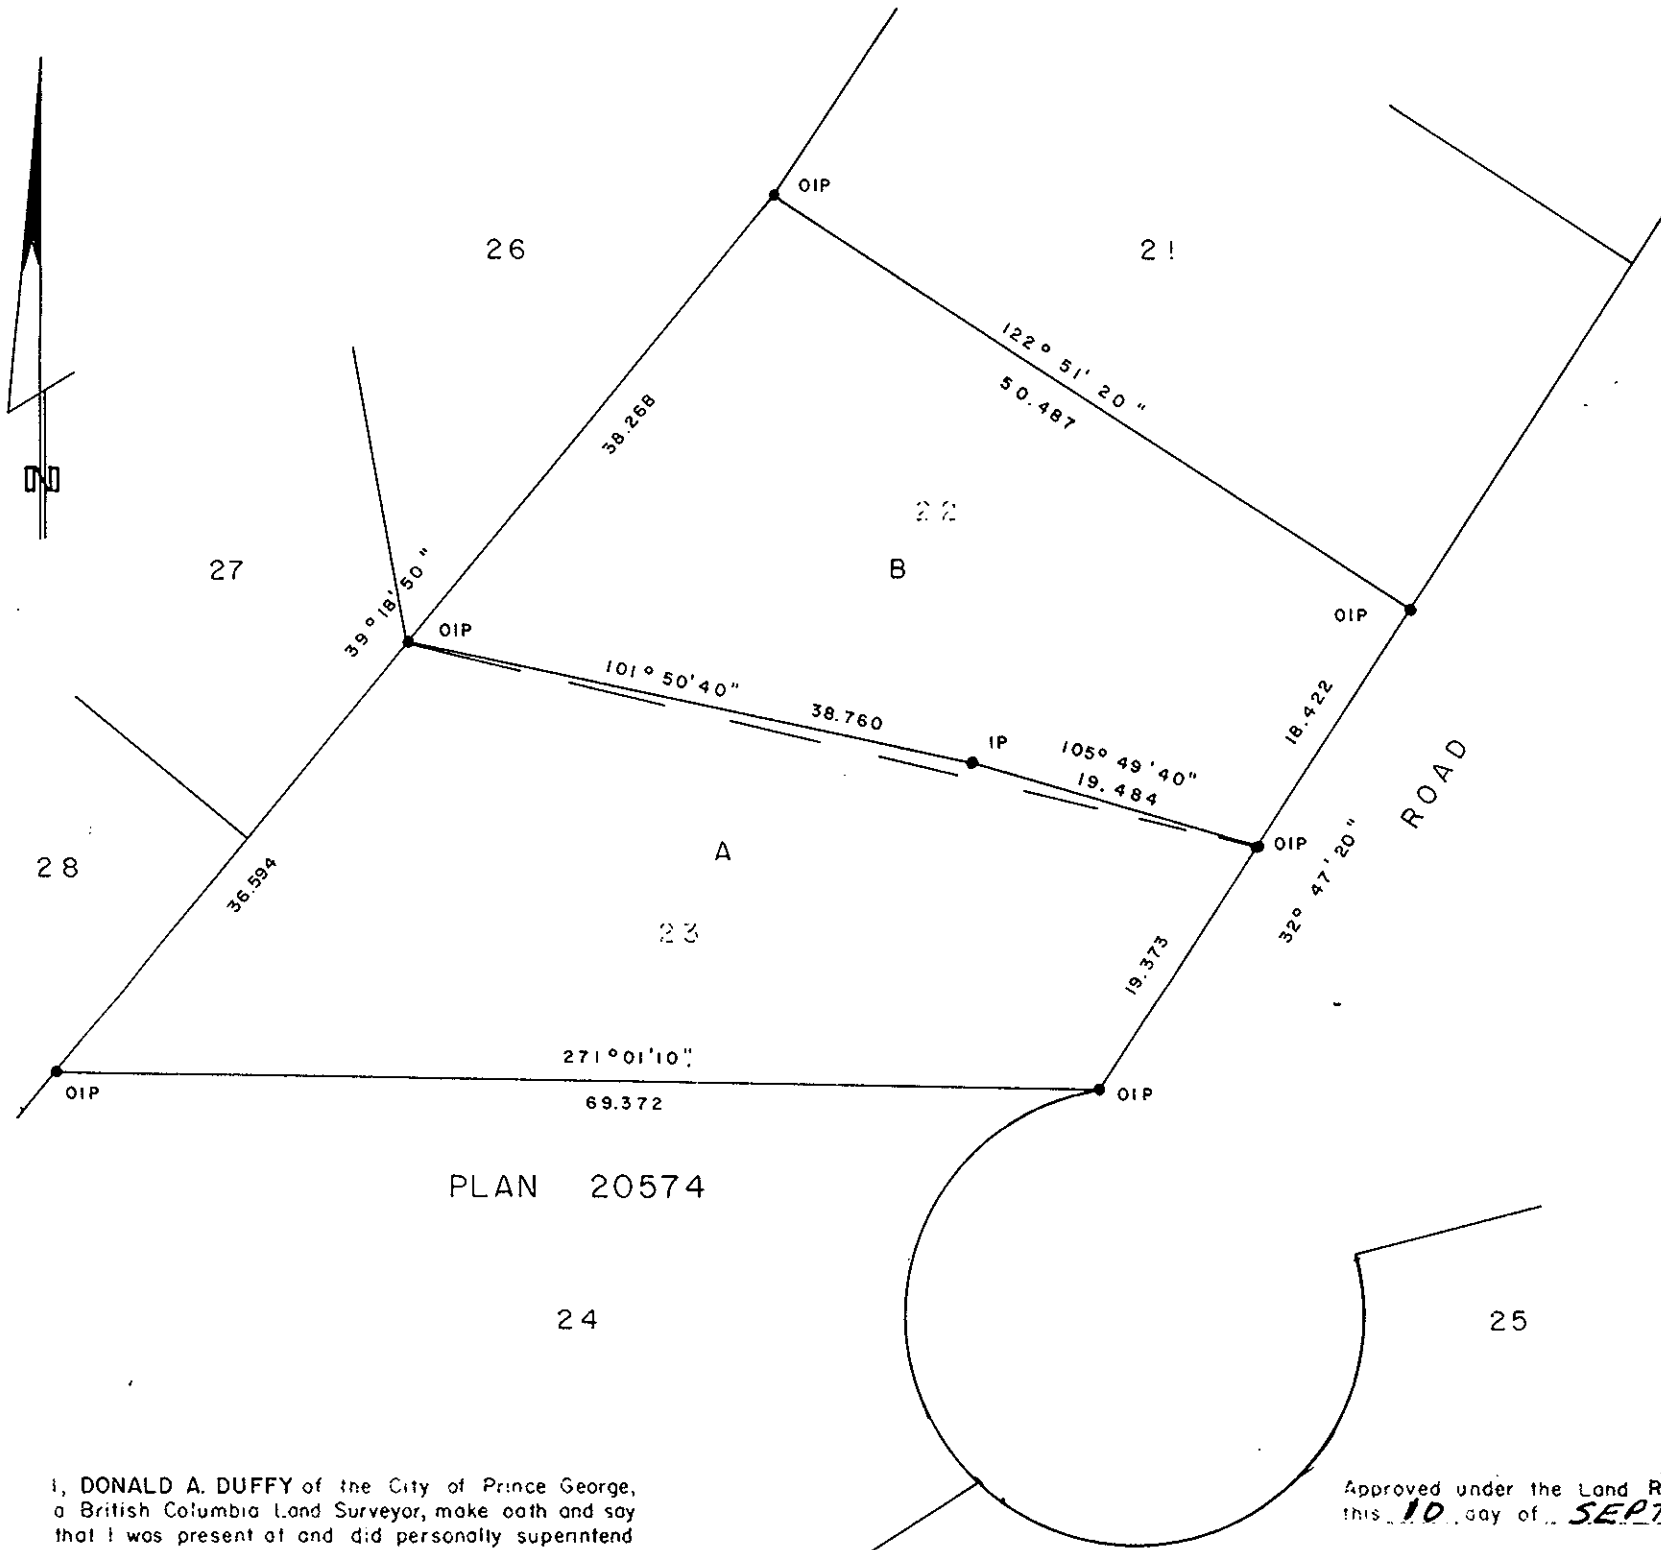 OIP
26
21
122° 51' 20"
50.487
38.268
N
22
B
27
39° 18' 50"
OIP
OIP
101° 50' 40"
38.760
IP
105° 49' 40"
19.484
18.422
ROAD
OIP
32° 47' 20"
A
28
36.594
23
19.373
271° 01' 10"
69.372
OIP
OIP
PLAN 20574
24
25
I, DONALD A. DUFFY of the City of Prince George,
a British Columbia Land Surveyor, make oath and say
that I was present at and did personally superintend
Approved under the Land R
this 10 day of SEPT